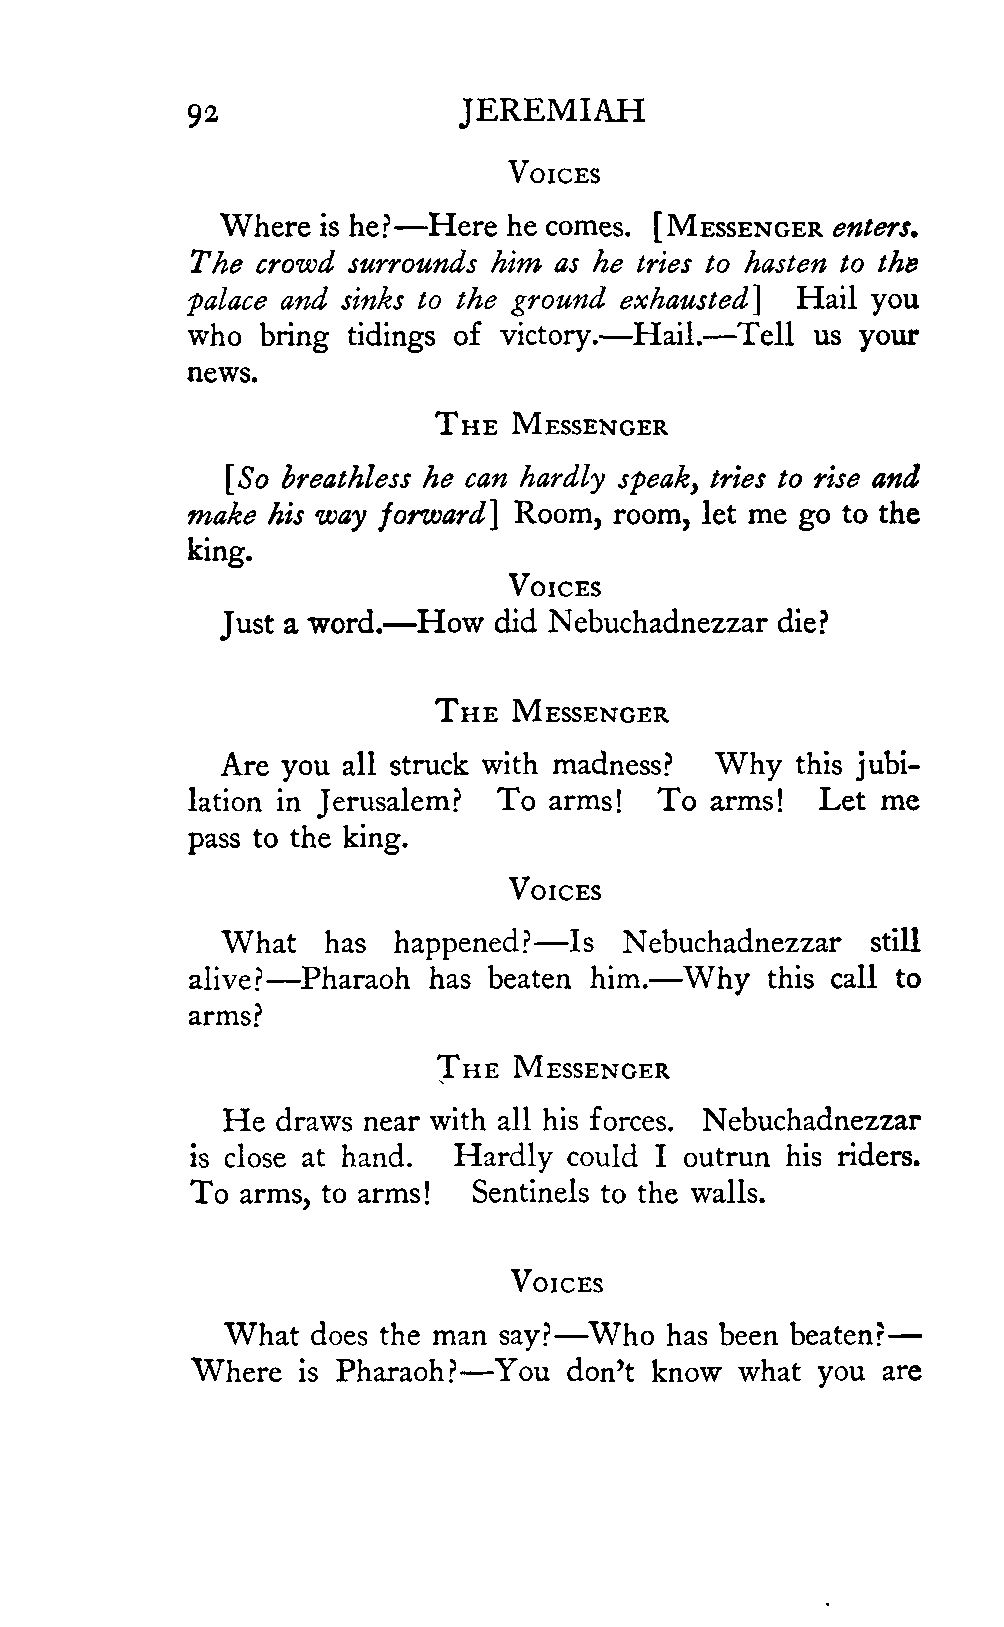 92 JEREMIAH
VOICES
Where is he?—Here he comes. [MESSENGER enters.
The crowd surrounds him as he tries to hasten to the
palace and sinks to the ground exhausted] Hail you
who bring tidings of victory.—Hail.—Tell us your
news.
THE MESSENGER
[So breathless he can hardly speak, tries to rise and
make his way forward] Room, room, let me go to the
king.
VOICES
Just a word.—How did Nebuchadnezzar die?
THE MESSENGER
Are you all struck with madness? Why this jubi-
lation in Jerusalem? To arms! To arms! Let me
pass to the king.
VOICES
What has happened?—Is Nebuchadnezzar still
alive?—Pharaoh has beaten him.—Why this call to
arms?
THE MESSENGER
He draws near with all his forces. Nebuchadnezzar
is close at hand. Hardly could I outrun his riders.
To arms, to arms! Sentinels to the walls.
VOICES
What does the man say?—Who has been beaten?—
Where is Pharaoh?—You don't know what you are